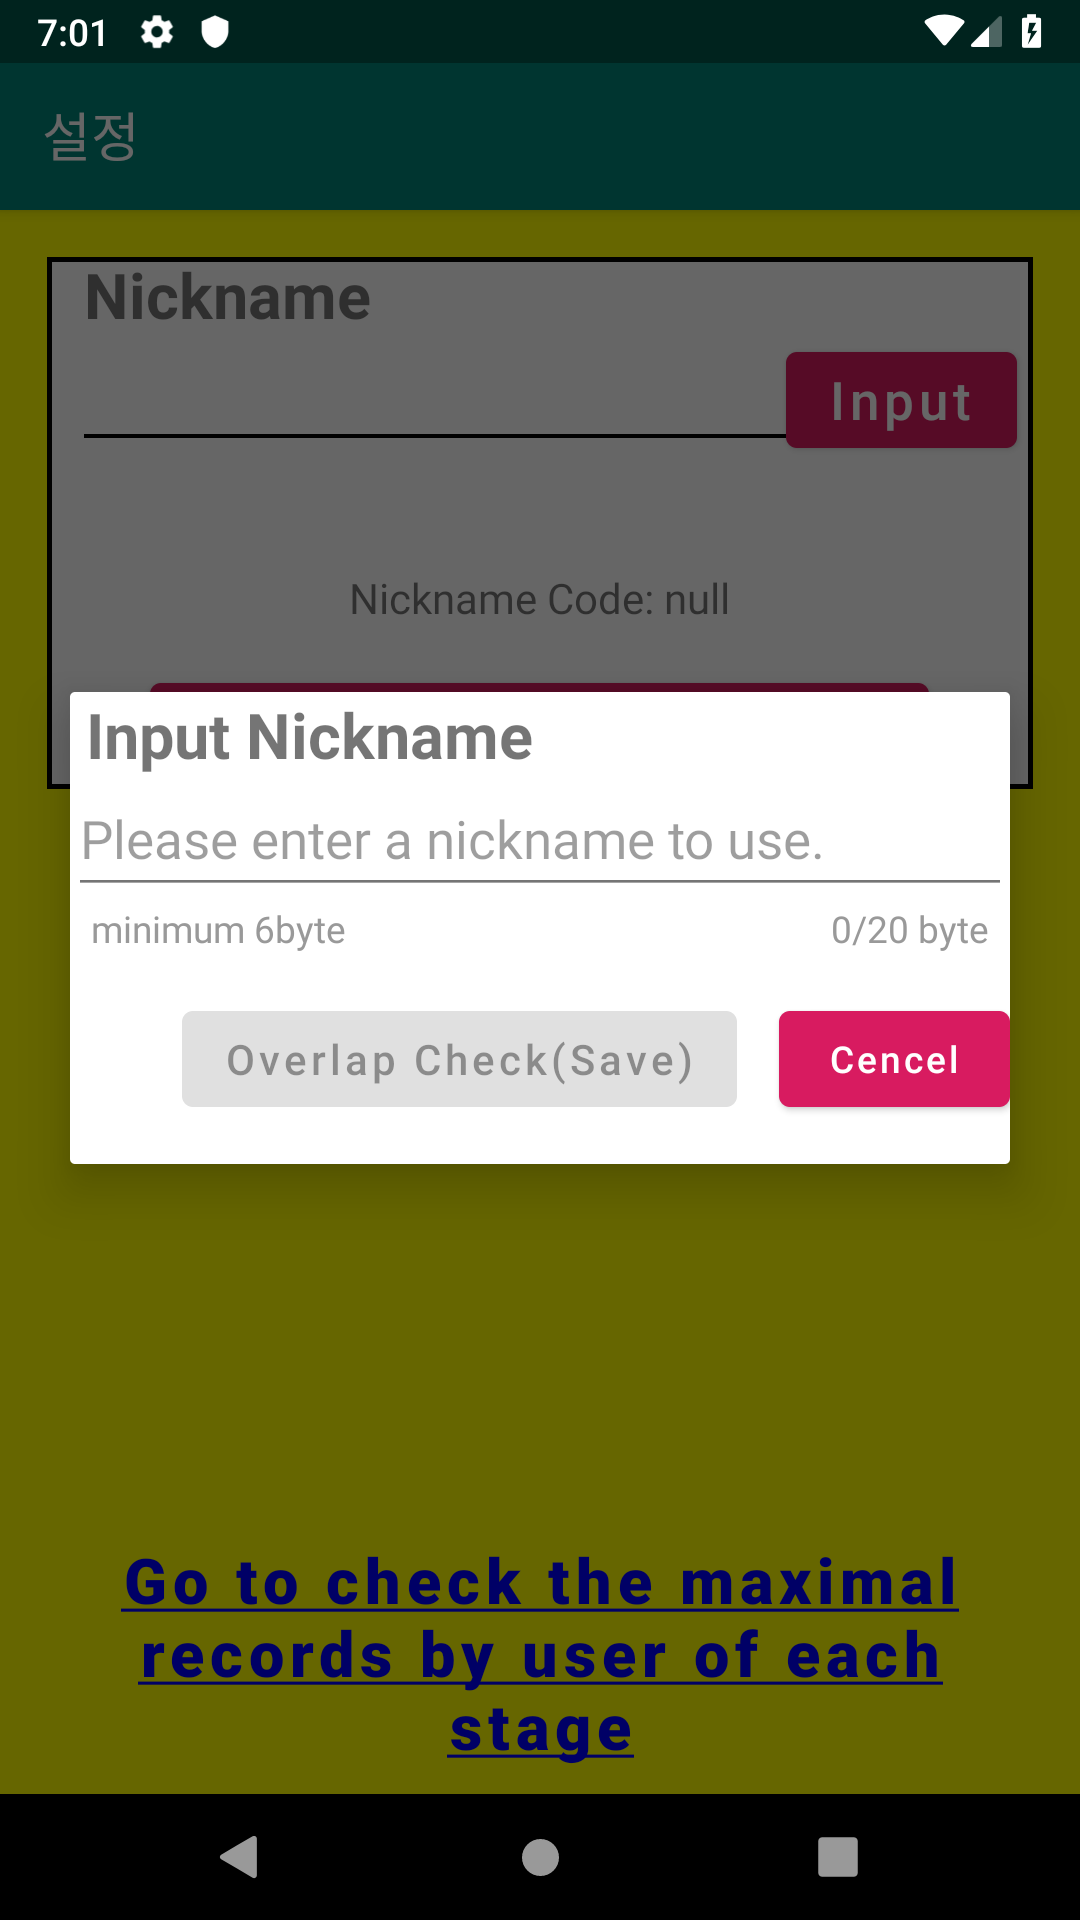 7:01
설정
Nickname
Input
Nickname Code: null
Input Nickname
Please enter a nickname to use.
minimum 6byte 0/20 byte
Overlap Check(Save) Cencel
Go to check the maximal
records by user of each
stage